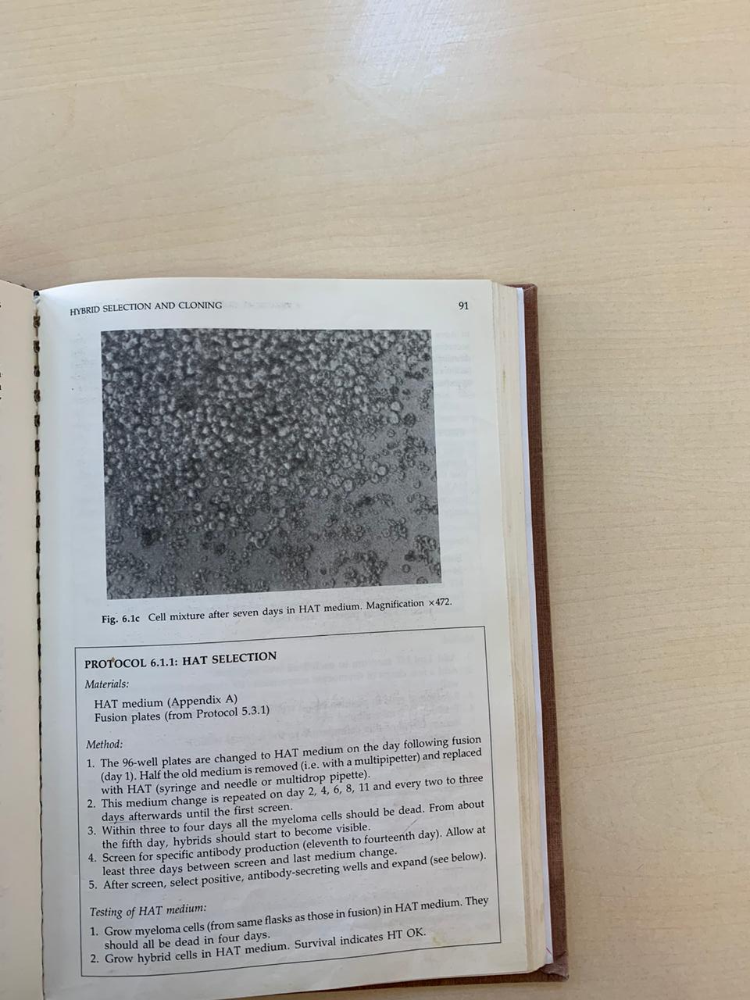 HYBRID SELECTION AND CLONING 91
Fig. 6.1c Cell mixture after seven days in HAT medium. Magnification ×472.
PROTOCOL 6.1.1: HAT SELECTION
Materials:
HAT medium (Appendix A)
Fusion plates (from Protocol 5.3.1)
Method:
1. The 96-well plates are changed to HAT medium on the day following fusion
(day 1). Half the old medium is removed (i.e. with a multipipetter) and replaced
with HAT (syringe and needle or multidrop pipette).
2. This medium change is repeated on day 2, 4, 6, 8, 11 and every two to three
days afterwards until the first screen.
3. Within three to four days all the myeloma cells should be dead. From about
the fifth day, hybrids should start to become visible.
4. Screen for specific antibody production (eleventh to fourteenth day). Allow at
least three days between screen and last medium change.
5. After screen, select positive, antibody-secreting wells and expand (see below).
Testing of HAT medium:
1. Grow myeloma cells (from same flasks as those in fusion) in HAT medium. They
should all be dead in four days.
2. Grow hybrid cells in HAT medium. Survival indicates HT OK.